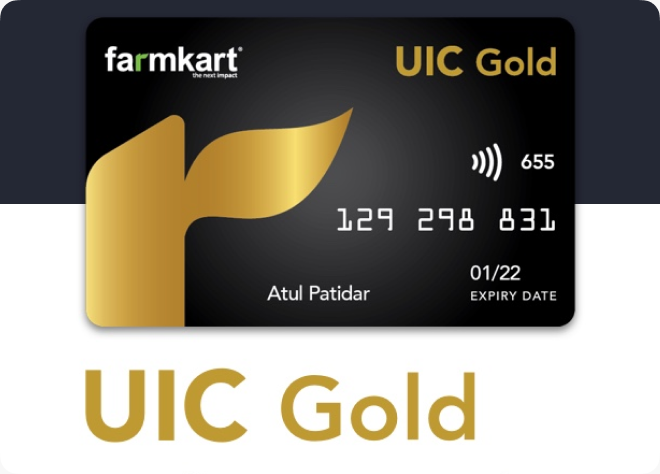 farmkart®
the next impact
UIC Gold
655
129 298 831
01/22
EXPIRY DATE
Atul Patidar
UIC Gold